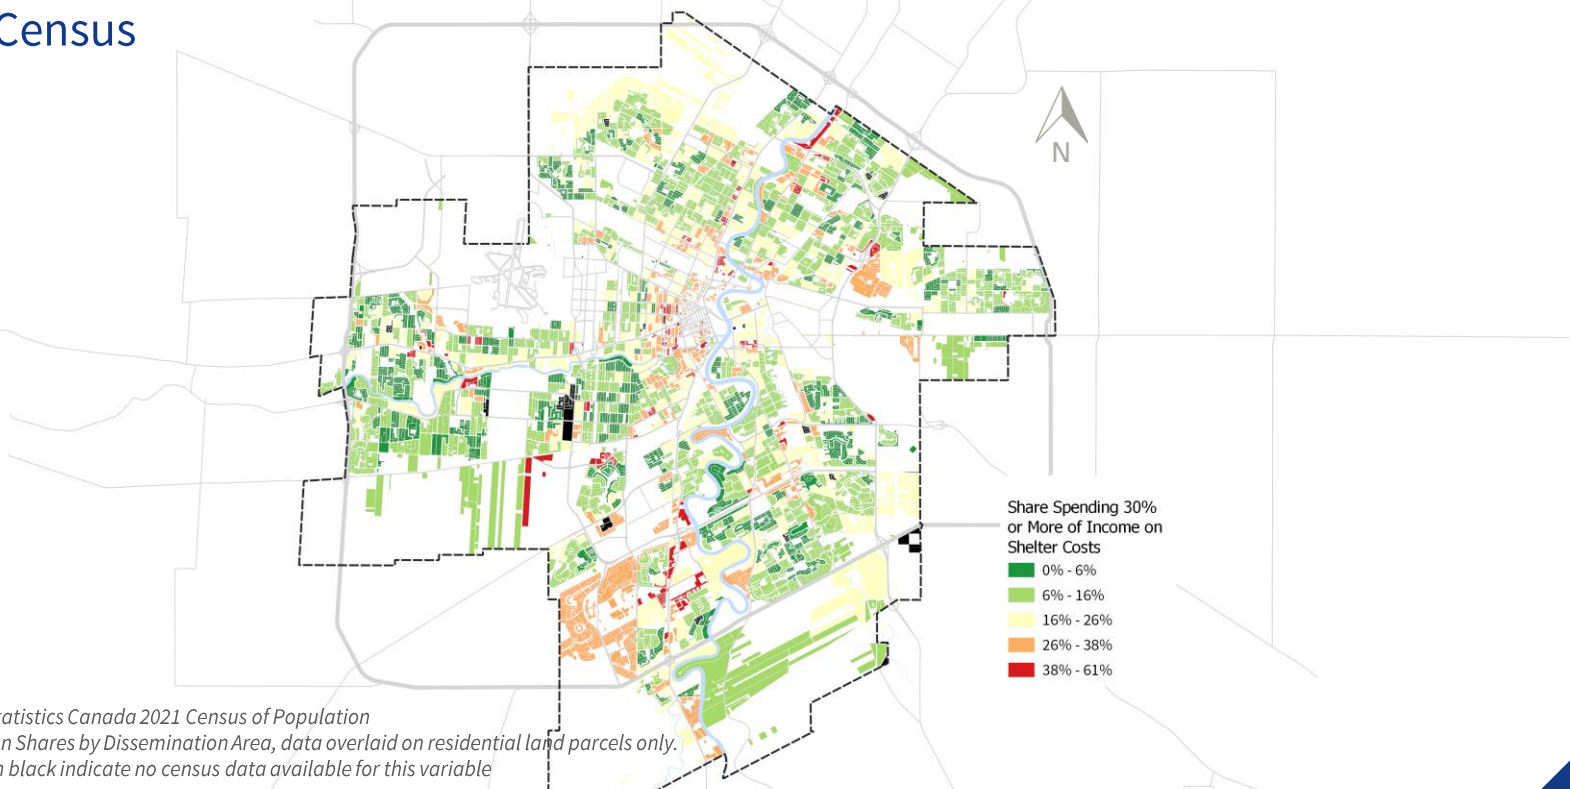 Census
N
Share Spending 30%
or More of Income on
Shelter Costs
0% - 6%
6% - 16%
16% - 26%
26% - 38%
38% - 61%
tatistics Canada 2021 Census of Population
n Shares by Dissemination Area, data overlaid on residential land parcels only.
n black indicate no census data available for this variable